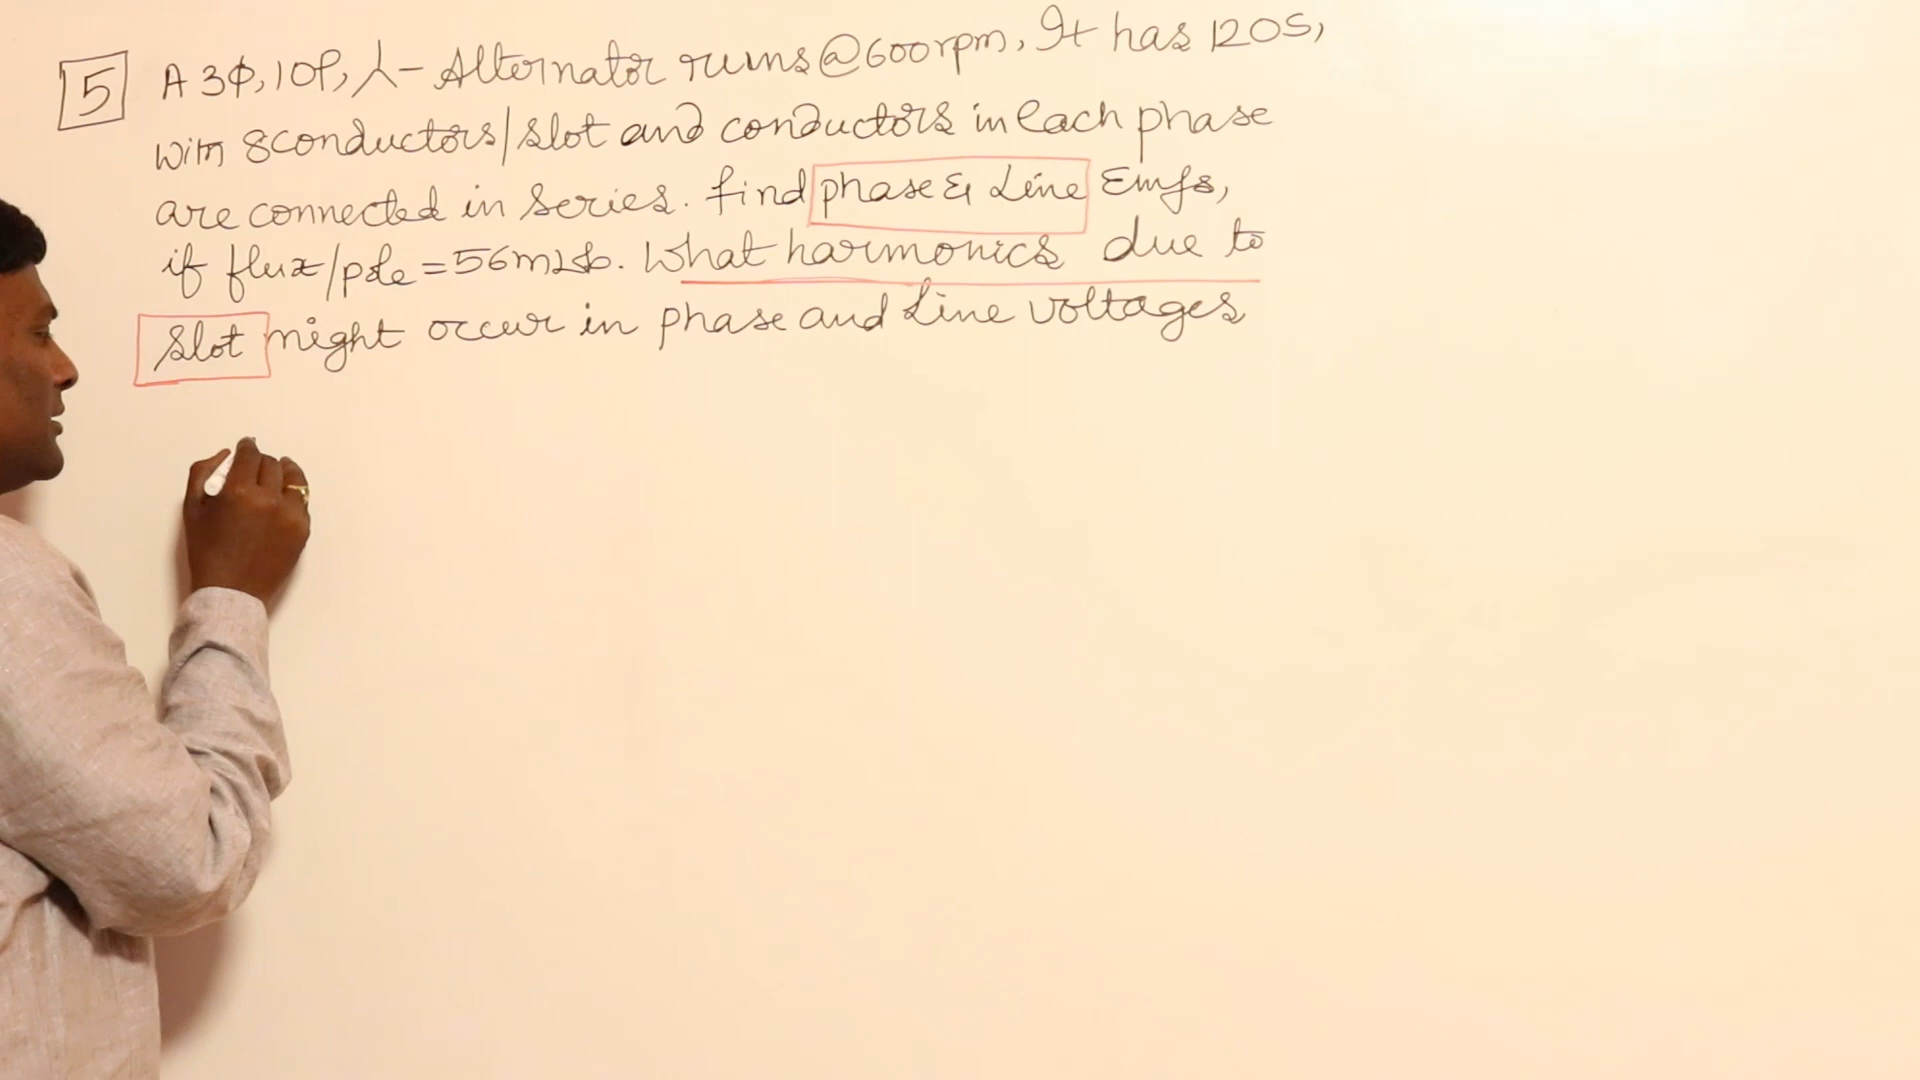 5 A 3ϕ, 10P, ⅄ - Alternator runs @ 600rpm, It has 120S,
with 8conductors/slot and conductors in each phase
are connected in series. find phase & Line Emfs,
if flux/pole = 56mWb. What harmonics due to
slot might occur in phase and Line voltages